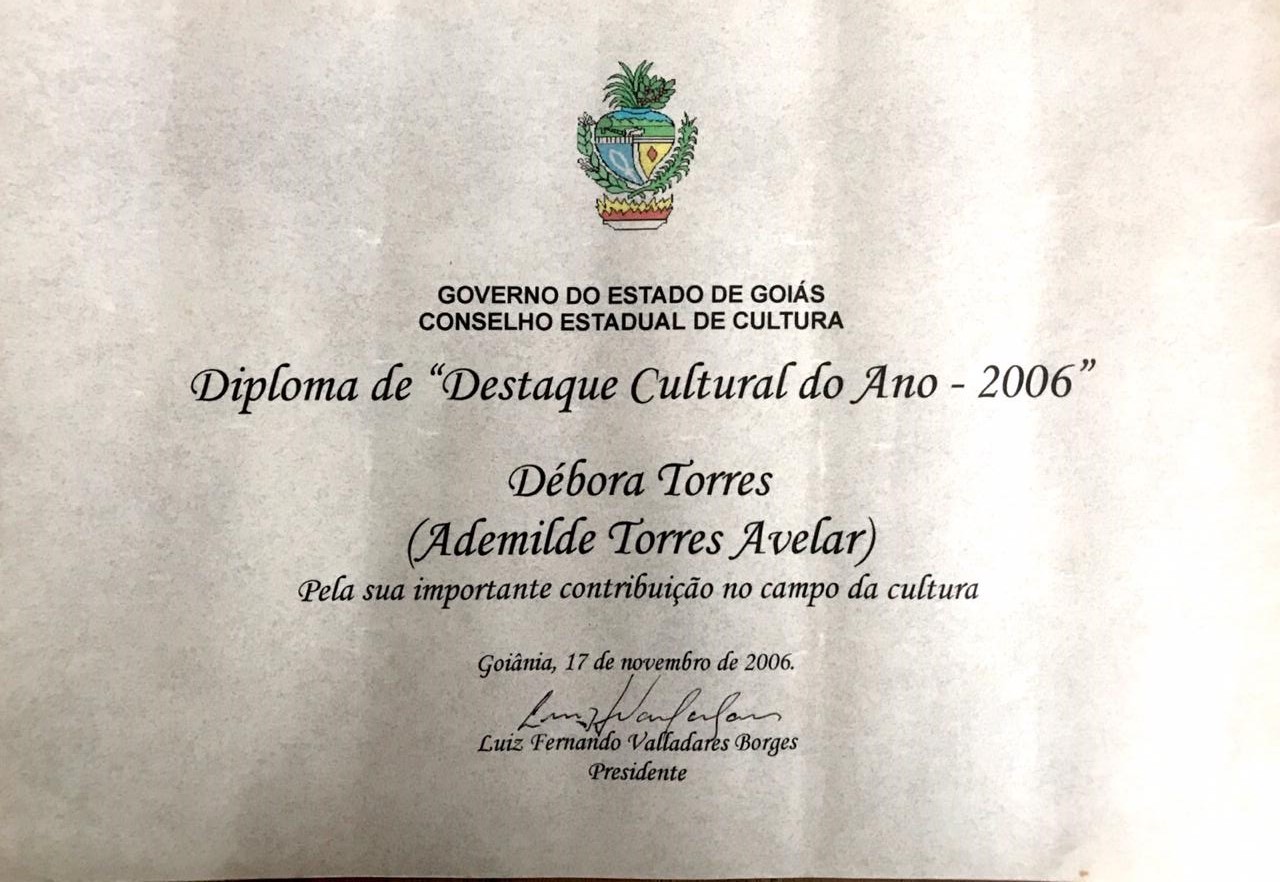 GOVERNO DO ESTADO DE GOIÁS
CONSELHO ESTADUAL DE CULTURA
Diploma de “Destaque Cultural do Ano - 2006”
Débora Torres
(Ademilde Torres Avelar)
Pela sua importante contribuição no campo da cultura
Goiânia, 17 de novembro de 2006.
Luiz Fernando Valladares Borges
Presidente